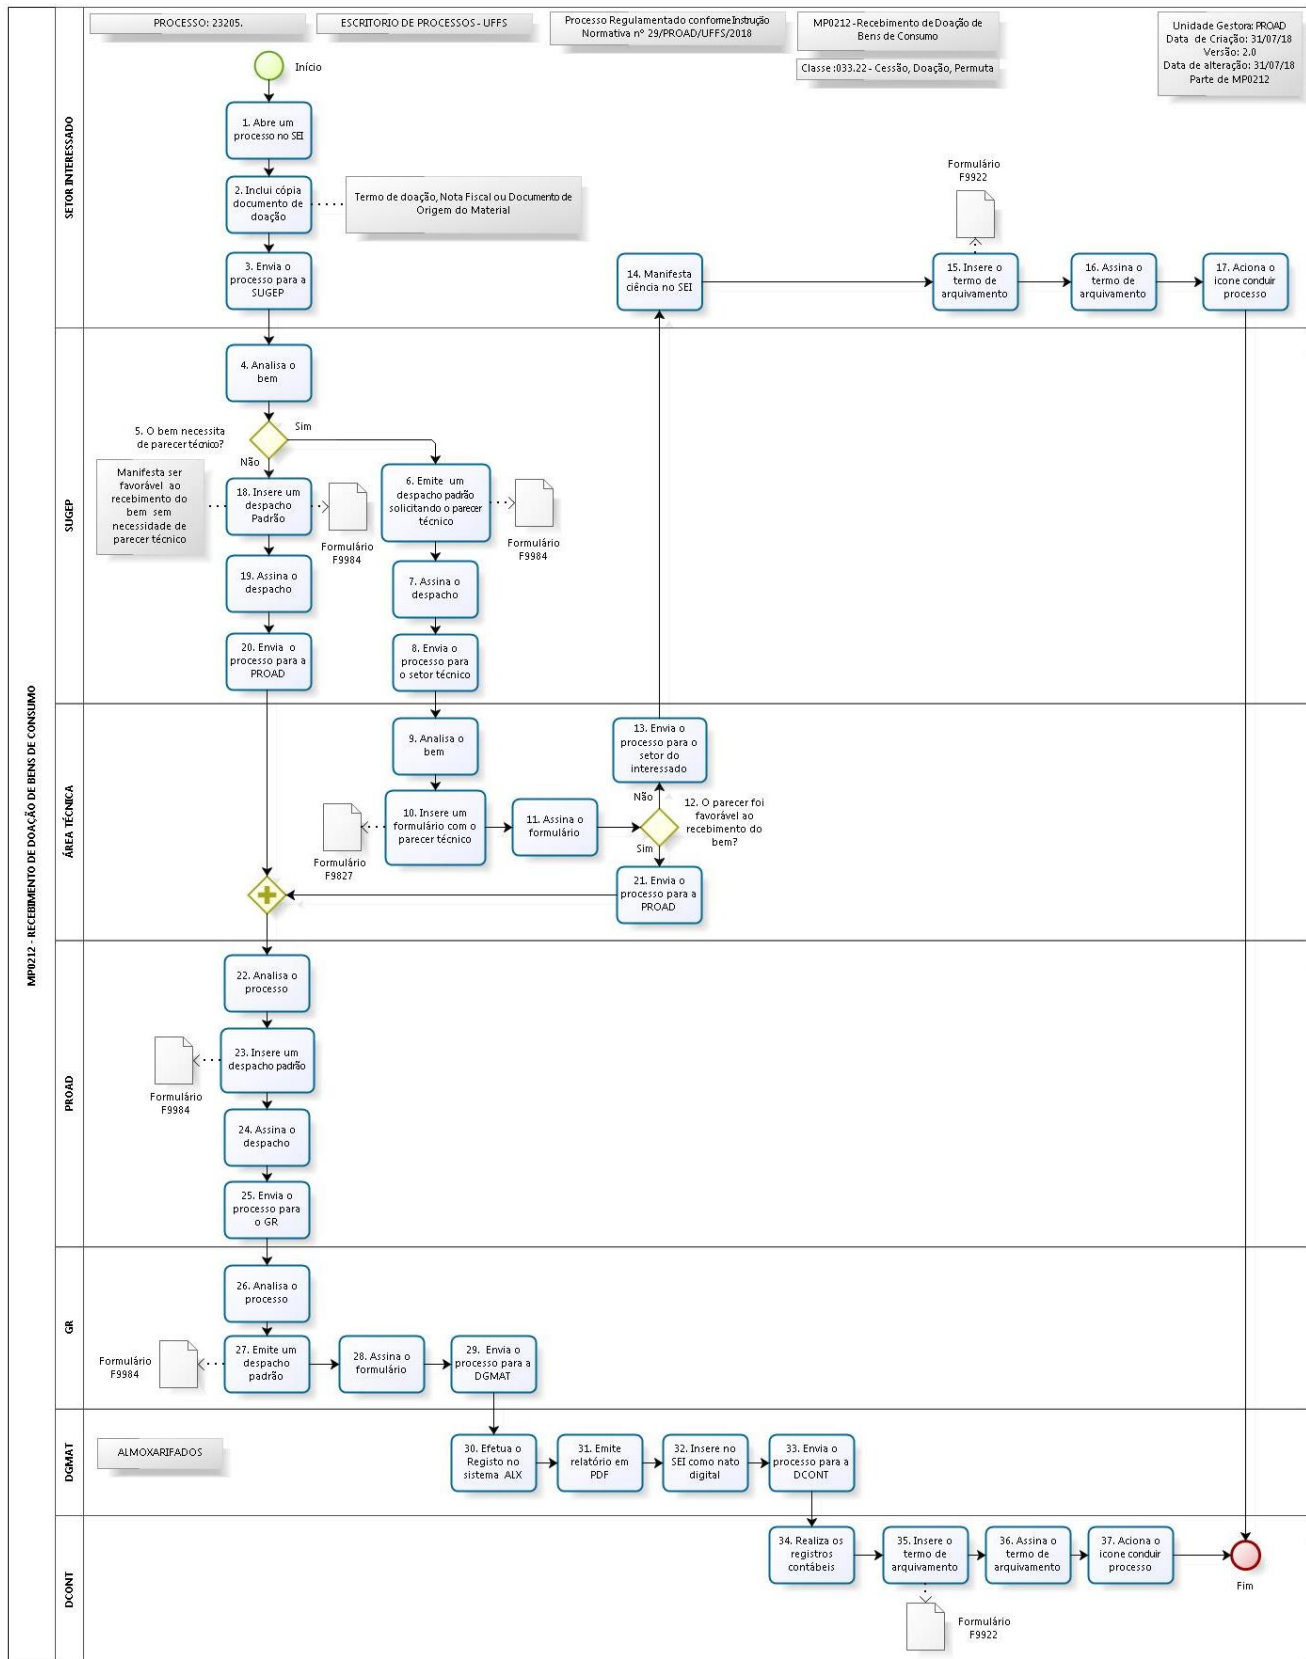 PROCESSO: 23205.
ESCRITORIO DE PROCESSOS - UFFS
Processo Regulamentado conforme Instrução
Normativa nº 29/PROAD/UFFS/2018
MP0212 -Recebimento de Doação de
Bens de Consumo
Classe :033.22 - Cessão, Doação, Permuta
Unidade Gestora: PROAD
Data de Criação: 31/07/18
Versão: 2.0
Data de alteração: 31/07/18
Parte de MP0212
MP0212 - RECEBIMENTO DE DOAÇÃO DE BENS DE CONSUMO
SETOR INTERESSADO
Início
1. Abre um
processo no SEI
2. Inclui cópia
documento de
doação
Termo de doação, Nota Fiscal ou Documento de
Origem do Material
3. Envia o
processo para a
SUGEP
14. Manifesta
ciência no SEI
Formulário
F9922
15. Insere o
termo de
arquivamento
16. Assina o
termo de
arquivamento
17. Aciona o
icone conduir
processo
SUGEP
4. Analisa o
bem
5. O bem necessita
de parecer técnico?
Sim
Não
Manifesta ser
favorável ao
recebimento do
bem sem
necessidade de
parecer técnico
18. Insere um
despacho
Padrão
Formulário
F9984
6. Emite um
despacho padrão
solicitando o parecer
técnico
Formulário
F9984
19. Assina o
despacho
7. Assina o
despacho
20. Envia o
processo para a
PROAD
8. Envia o
processo para
o setor técnico
ÁREA TÉCNICA
9. Analisa o
bem
10. Insere um
formulário com o
parecer técnico
Formulário
F9827
11. Assina o
formulário
13. Envia o
processo para o
setor do
interessado
Não
12. O parecer foi
favorável ao
recebimento do
bem?
Sim
21. Envia o
processo para a
PROAD
PROAD
22. Analisa o
processo
23. Insere um
despacho padrão
Formulário
F9984
24. Assina o
despacho
25. Envia o
processo para
o GR
GR
26. Analisa o
processo
Formulário
F9984
27. Emite um
despacho
padrão
28. Assina o
formulário
29. Envia o
processo para a
DGMAT
DGMAT
ALMOXARIFADOS
30. Efetua o
Registo no
sistema ALX
31. Emite
relatório em
PDF
32. Insere no
SEI como nato
digital
33. Envia o
processo para a
DCONT
DCONT
34. Realiza os
registros
contábeis
35. Insere o
termo de
arquivamento
36. Assina o
termo de
arquivamento
37. Aciona o
icone conduir
processo
Fim
Formulário
F9922